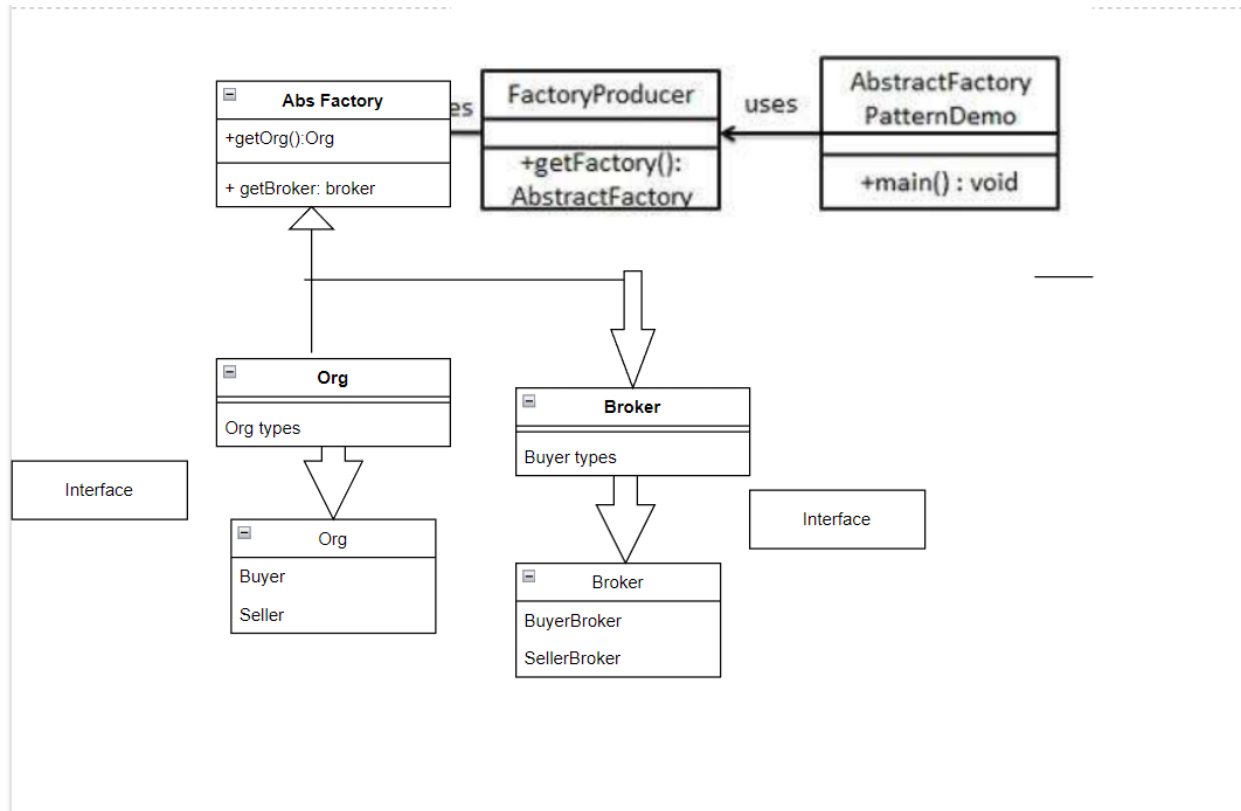 Abs Factory
+getOrg():Org
+ getBroker: broker
es
FactoryProducer
+getFactory():
AbstractFactory
uses
AbstractFactory
PatternDemo
+main() : void
Org
Org types
Broker
Buyer types
Interface
Interface
Org
Buyer
Seller
Broker
BuyerBroker
SellerBroker